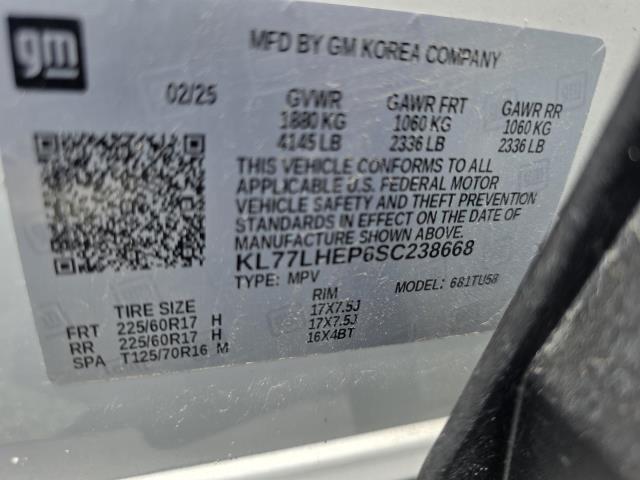 gm
MFD BY GM KOREA COMPANY
02/25 GVWR GAWR FRT GAWR RR
1880 KG 1060 KG 1060 KG
4145 LB 2336 LB 2336 LB
THIS VEHICLE CONFORMS TO ALL
APPLICABLE U.S. FEDERAL MOTOR
VEHICLE SAFETY AND THEFT PREVENTION
STANDARDS IN EFFECT ON THE DATE OF
MANUFACTURE SHOWN ABOVE.
KL77LHEP6SC238668
TYPE: MPV MODEL: 681TU58
TIRE SIZE RIM
FRT 225/60R17 H 17X7.5J
RR 225/60R17 H 17X7.5J
SPA T125/70R16 M 16X4BT